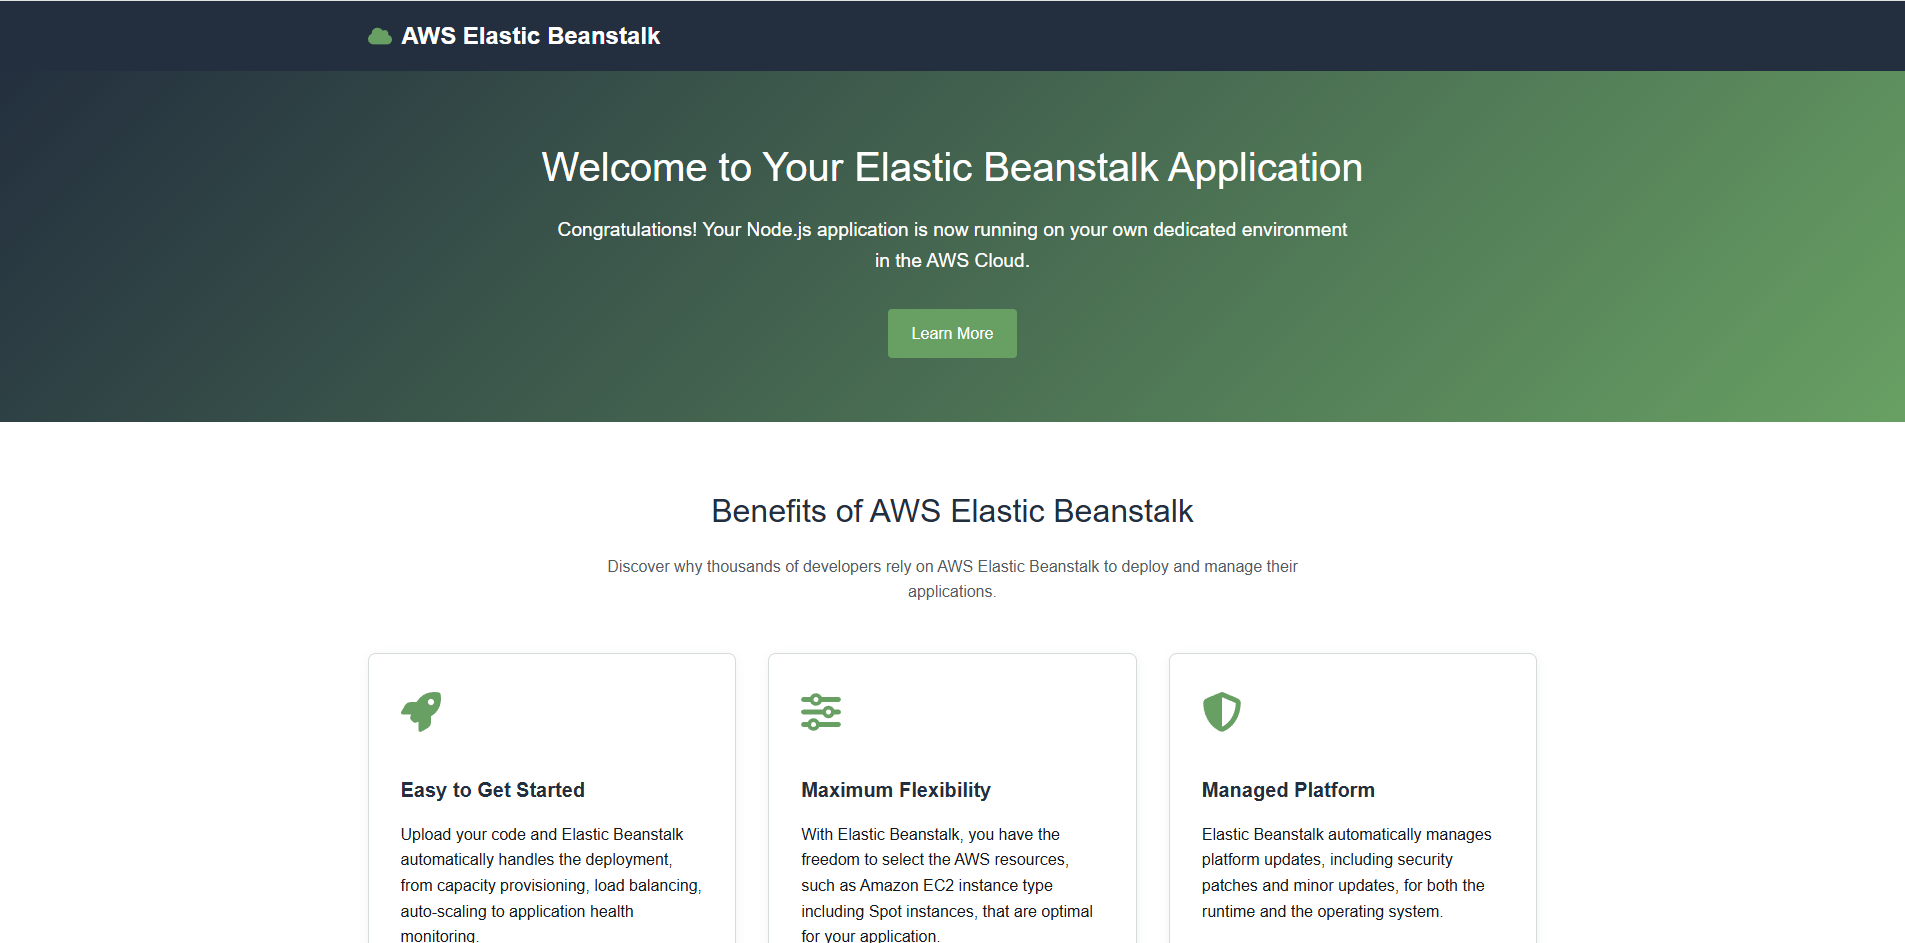 AWS Elastic Beanstalk
Welcome to Your Elastic Beanstalk Application
Congratulations! Your Node.js application is now running on your own dedicated environment
in the AWS Cloud.
Learn More
Benefits of AWS Elastic Beanstalk
Discover why thousands of developers rely on AWS Elastic Beanstalk to deploy and manage their
applications.
Easy to Get Started
Upload your code and Elastic Beanstalk
automatically handles the deployment,
from capacity provisioning, load balancing,
auto-scaling to application health
monitoring.
Maximum Flexibility
With Elastic Beanstalk, you have the
freedom to select the AWS resources,
such as Amazon EC2 instance type
including Spot instances, that are optimal
for your application.
Managed Platform
Elastic Beanstalk automatically manages
platform updates, including security
patches and minor updates, for both the
runtime and the operating system.